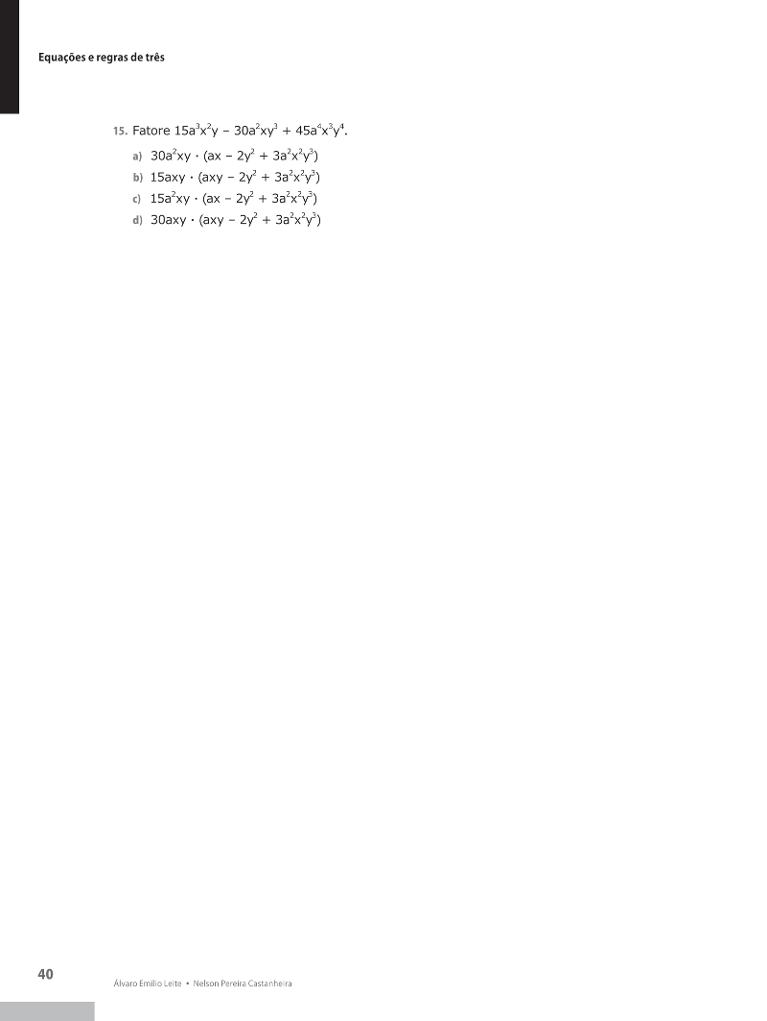 Equações e regras de três
15. Fatore 15a³x²y – 30a²xy³ + 45a⁴x³y⁴.
a) 30a²xy · (ax – 2y² + 3a²x²y³)
b) 15axy · (axy – 2y² + 3a²x²y³)
c) 15a²xy · (ax – 2y² + 3a²x²y³)
d) 30axy · (axy – 2y² + 3a²x²y³)
40
Álvaro Emílio Leite • Nelson Pereira Castanheira